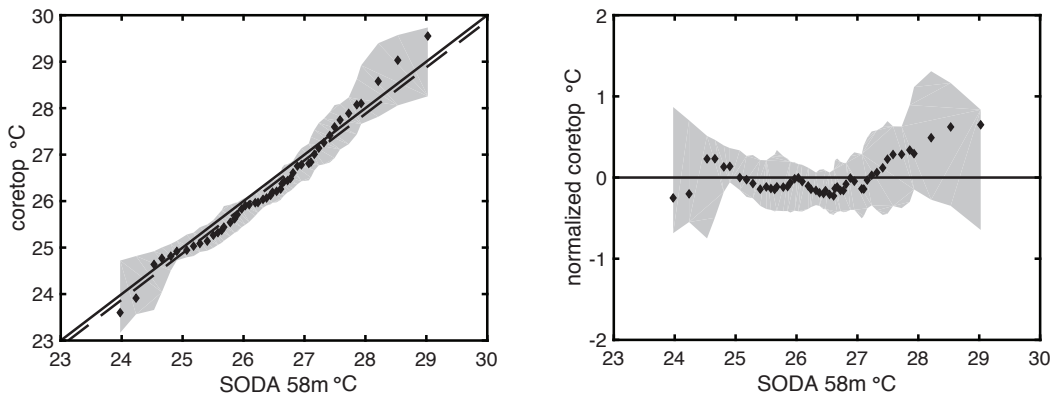 30
29
28
27
26
25
24
23
coretop °C
23 24 25 26 27 28 29 30
SODA 58m °C
2
1
0
-1
-2
normalized coretop °C
23 24 25 26 27 28 29 30
SODA 58m °C